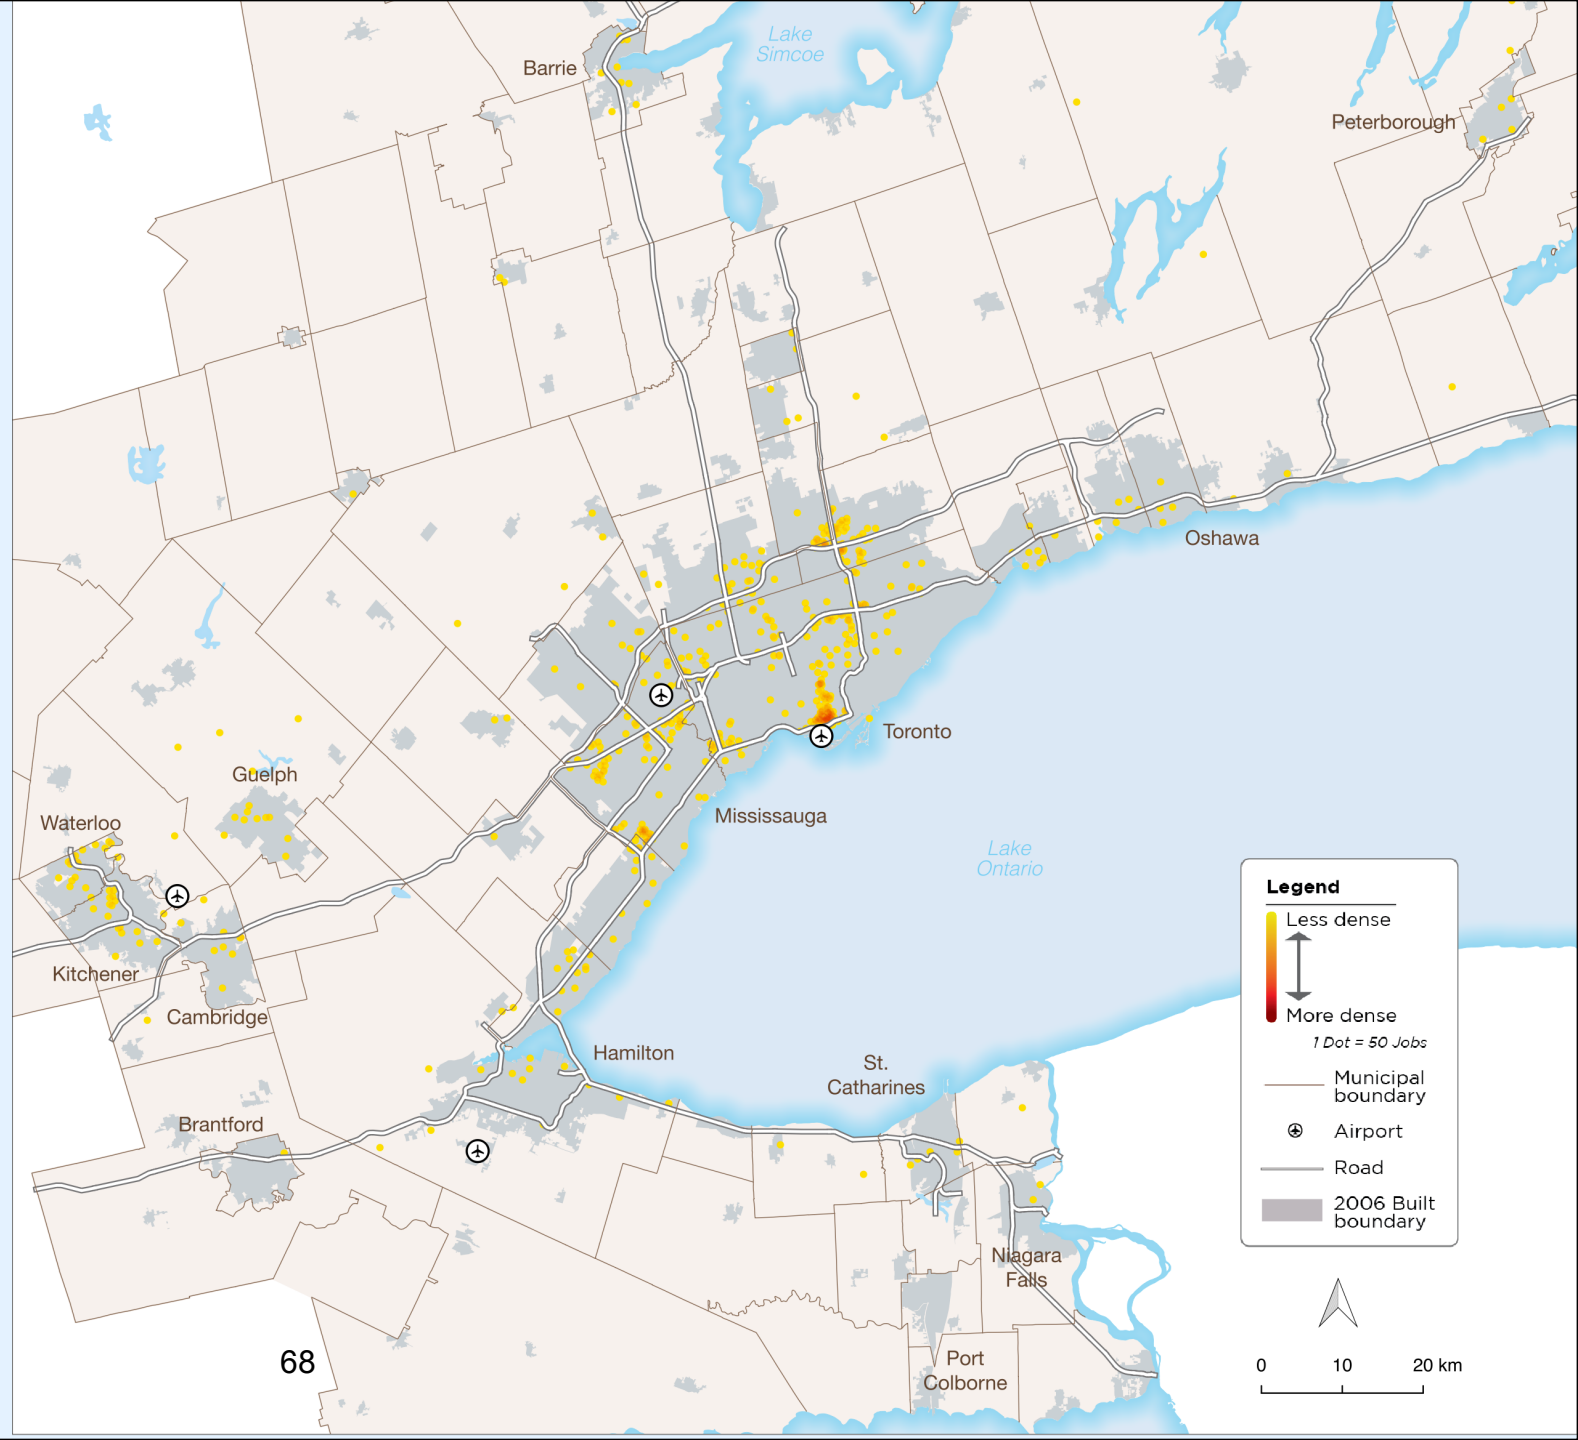 Lake
Simcoe
Barrie
Peterborough
Oshawa
Toronto
Guelph
Waterloo
Mississauga
Lake
Ontario
Kitchener
Cambridge
Hamilton
St.
Catharines
Brantford
Niagara
Falls
Port
Colborne
68
Legend
Less dense
More dense
1 Dot = 50 Jobs
Municipal
boundary
Airport
Road
2006 Built
boundary
0 10 20 km